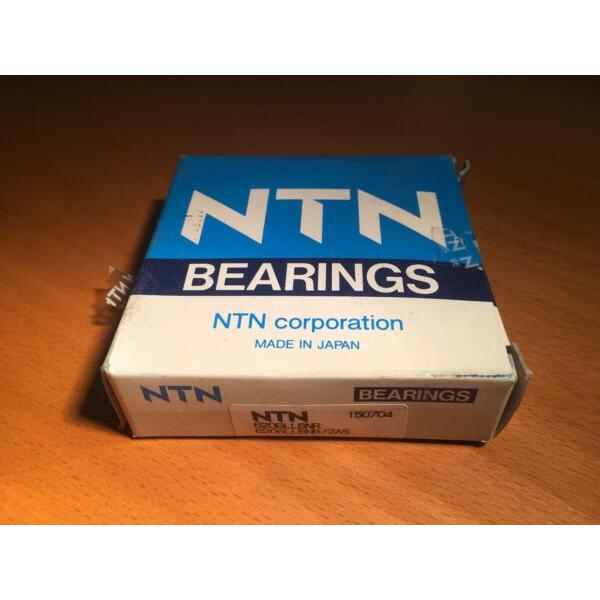 NTN
BEARINGS
NTN corporation
MADE IN JAPAN
NTN BEARINGS
NTN 150704
6206LLBNR
6206LLBNR/2AS